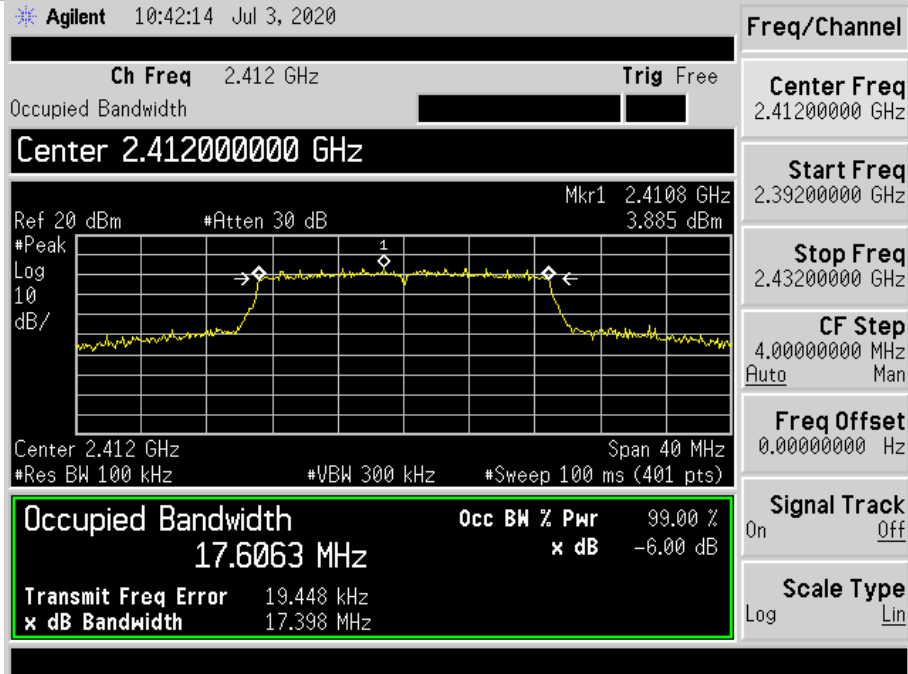 Agilent 10:42:14 Jul 3, 2020
Ch Freq 2.412 GHz Trig Free
Occupied Bandwidth
Center 2.412000000 GHz
Mkr1 2.4108 GHz
Ref 20 dBm #Atten 30 dB 3.885 dBm
#Peak
Log
10
dB/
1
Center 2.412 GHz Span 40 MHz
#Res BW 100 kHz #VBW 300 kHz #Sweep 100 ms (401 pts)
Occupied Bandwidth Occ BW % Pwr 99.00 %
17.6063 MHz x dB -6.00 dB
Transmit Freq Error 19.448 kHz
x dB Bandwidth 17.398 MHz
Freq/Channel
Center Freq
2.41200000 GHz
Start Freq
2.39200000 GHz
Stop Freq
2.43200000 GHz
CF Step
4.00000000 MHz
Auto Man
Freq Offset
0.00000000 Hz
Signal Track
On Off
Scale Type
Log Lin